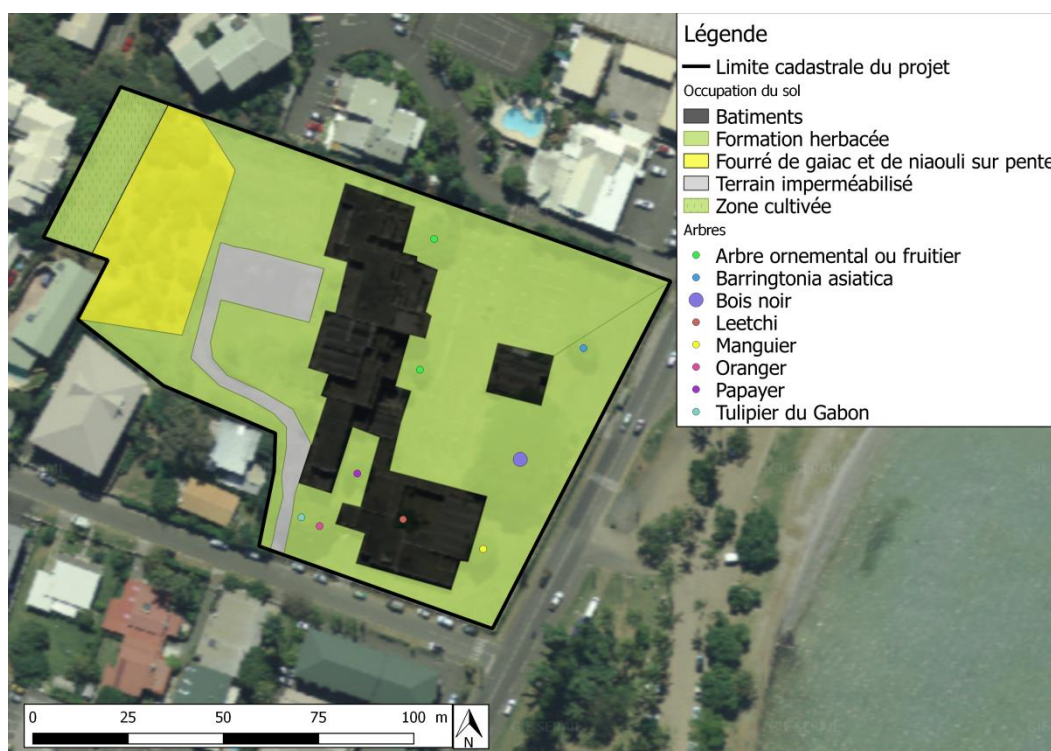 Légende
Limite cadastrale du projet
Occupation du sol
Batiments
Formation herbacée
Fourré de gaiac et de niaouli sur pente
Terrain imperméabilisé
Zone cultivée
Arbres
Arbre ornemental ou fruitier
Barringtonia asiatica
Bois noir
Leetchi
Manguier
Oranger
Papayer
Tulipier du Gabon
0 25 50 75 100 m
N